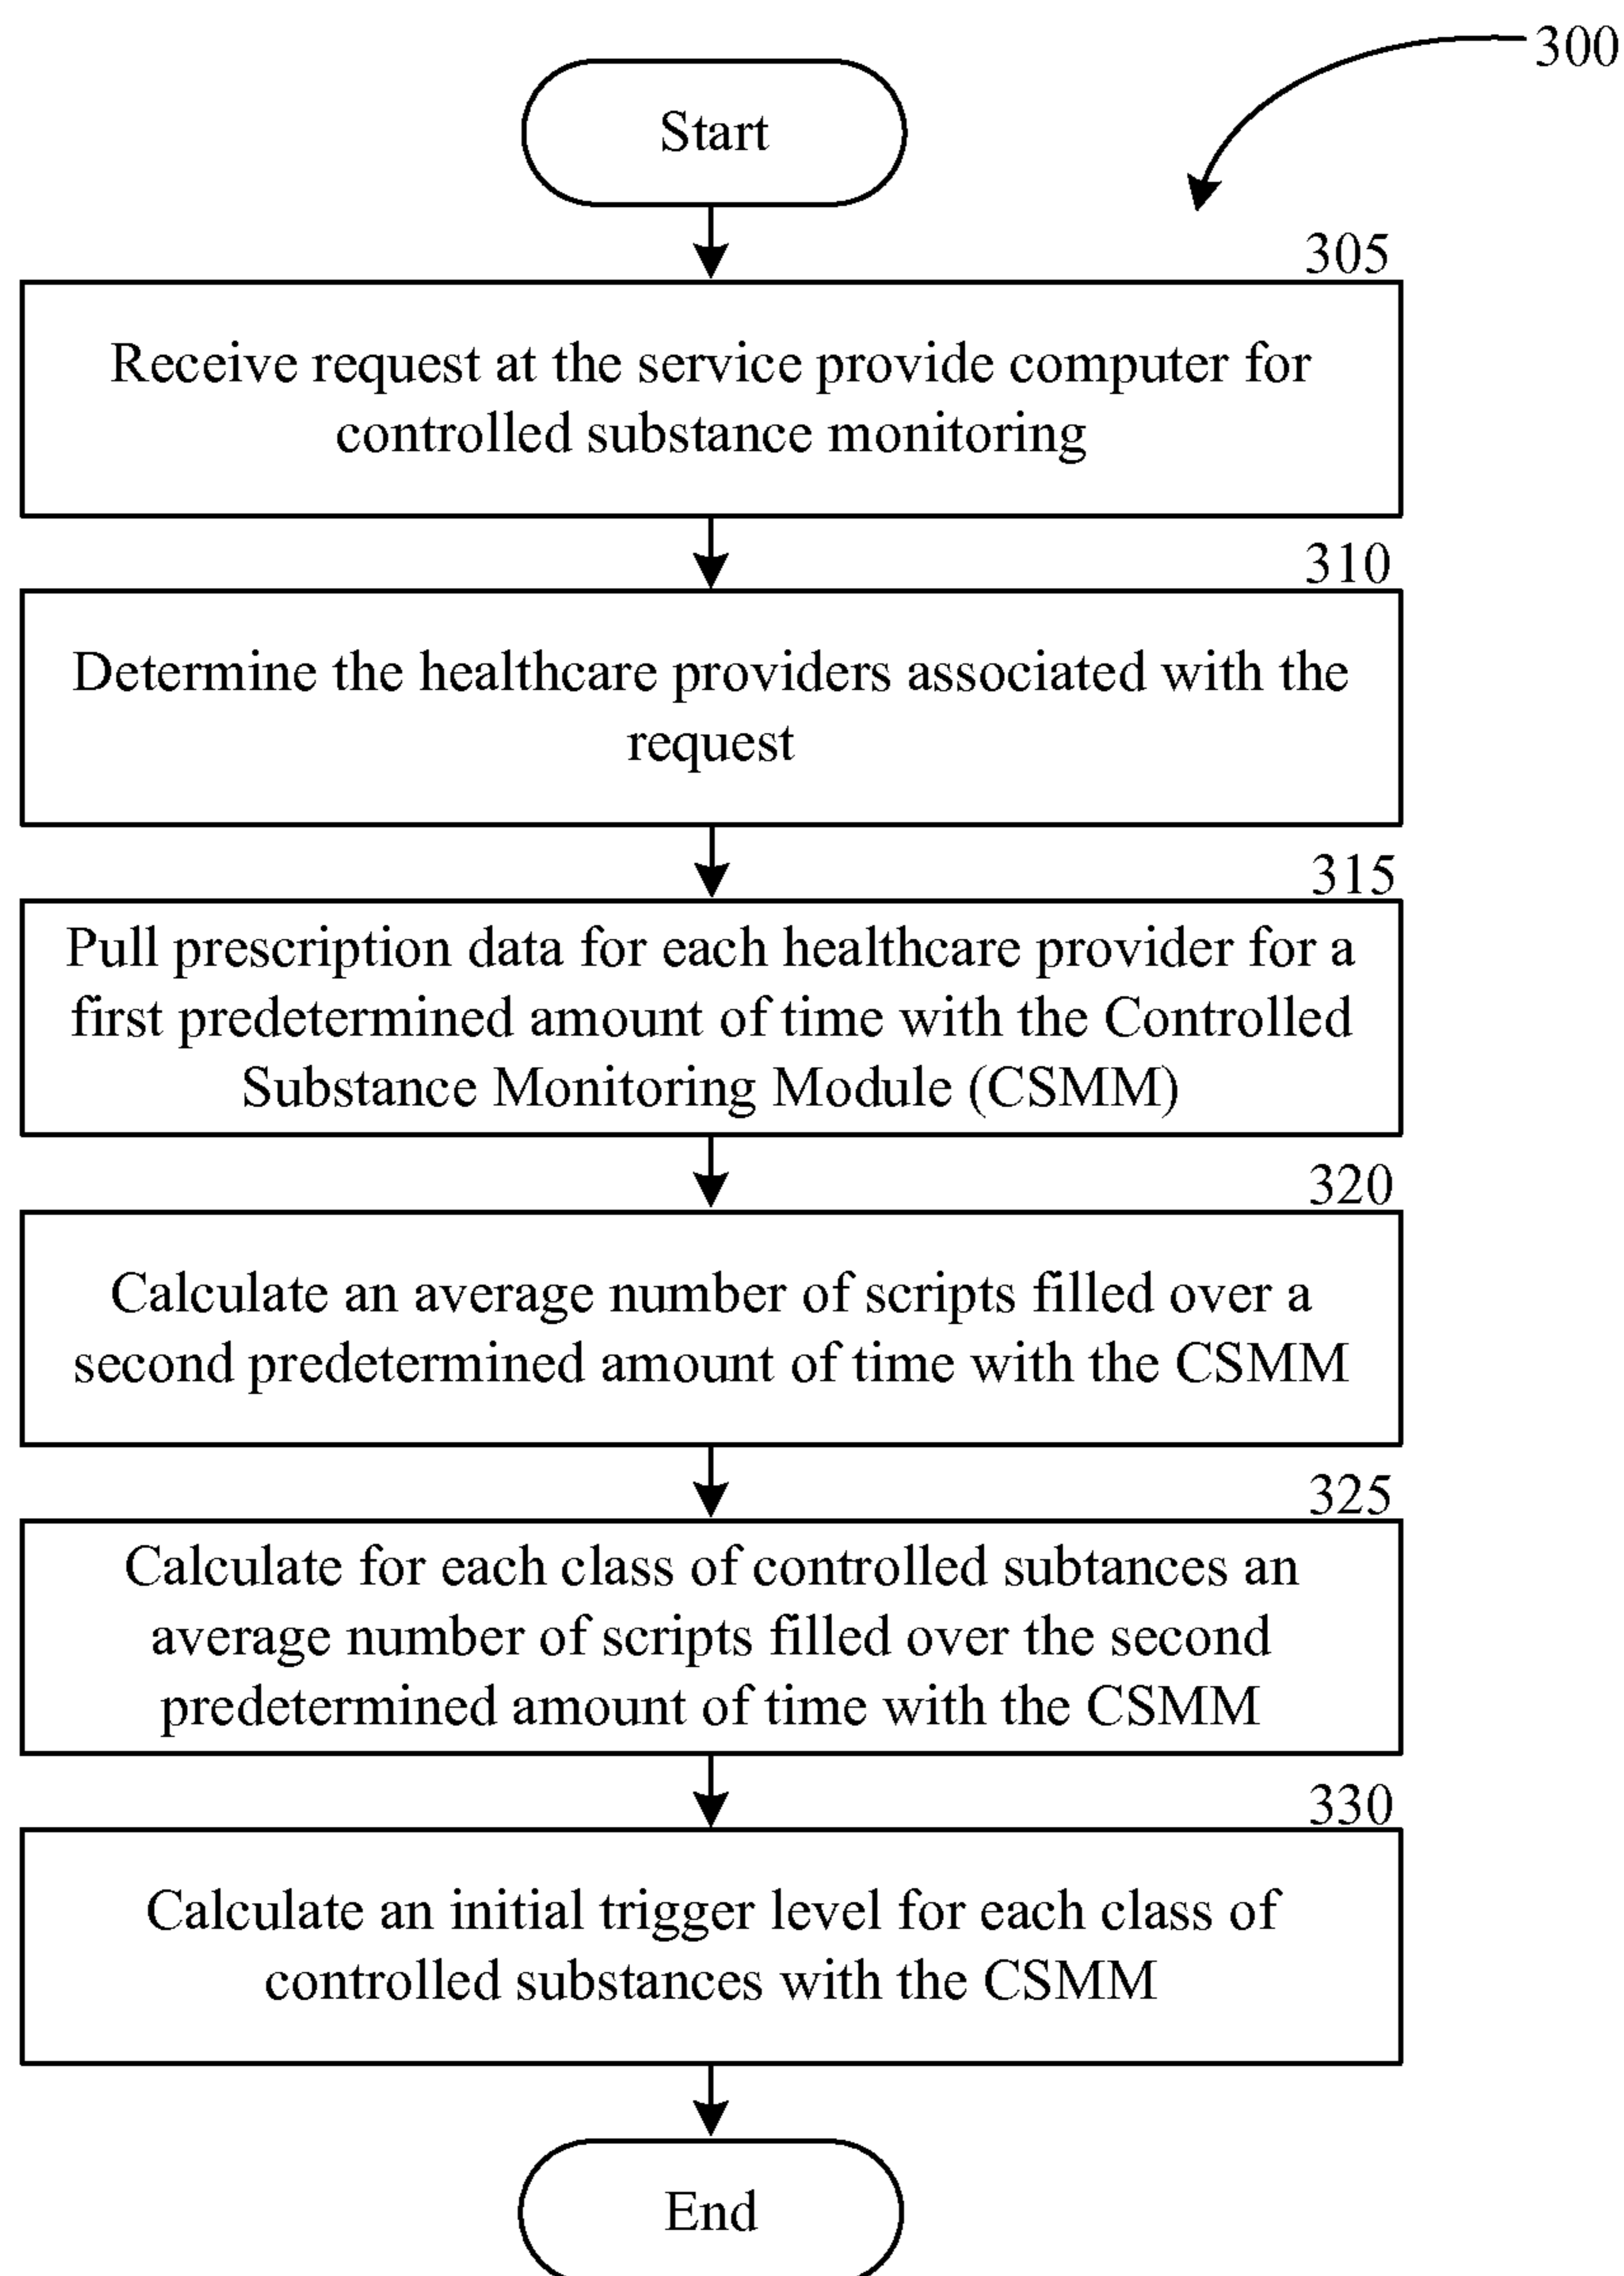 300
Start
305
Receive request at the service provide computer for
controlled substance monitoring
310
Determine the healthcare providers associated with the
request
315
Pull prescription data for each healthcare provider for a
first predetermined amount of time with the Controlled
Substance Monitoring Module (CSMM)
320
Calculate an average number of scripts filled over a
second predetermined amount of time with the CSMM
325
Calculate for each class of controlled subtances an
average number of scripts filled over the second
predetermined amount of time with the CSMM
330
Calculate an initial trigger level for each class of
controlled substances with the CSMM
End